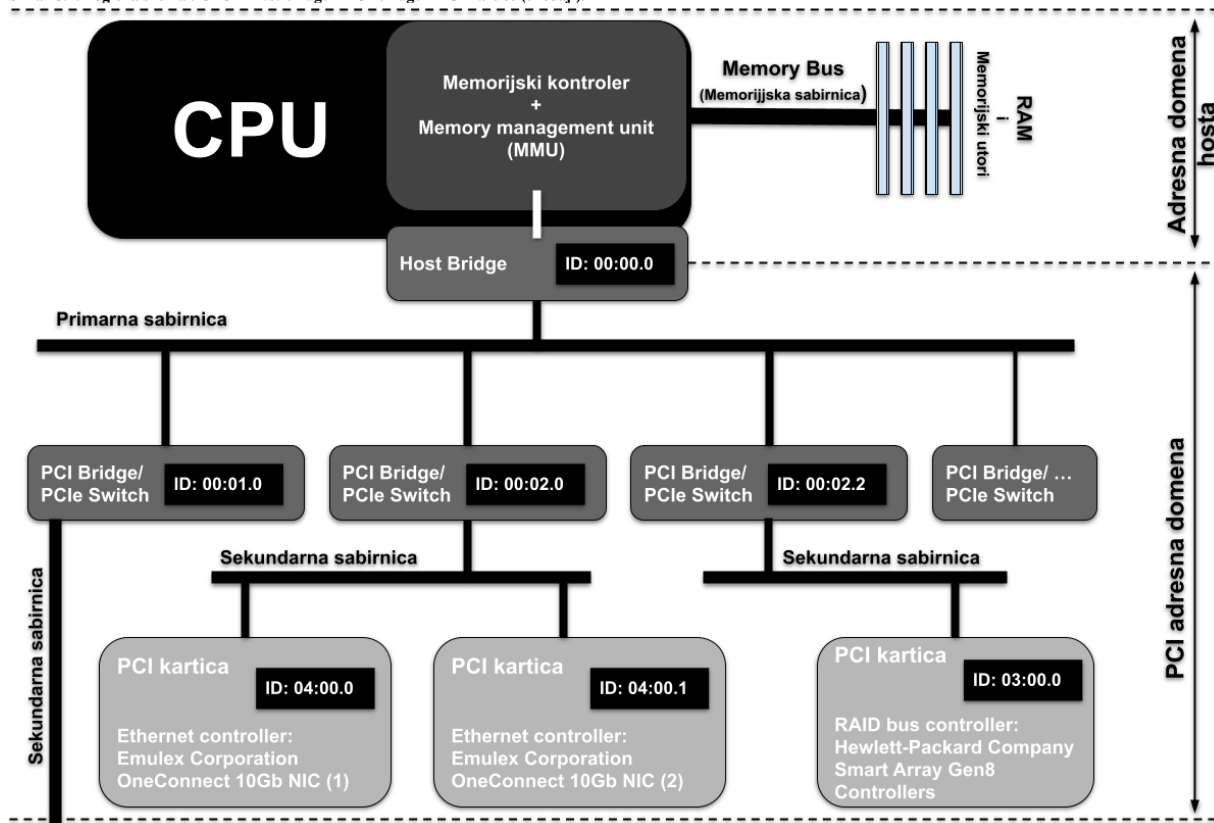 CPU
Memorijski kontroler
+
Memory management unit
(MMU)
Memory Bus
(Memorijjska sabirnica)
Memorijski utori
i
RAM
Adresna domena
hosta
Host Bridge
ID: 00:00.0
Primarna sabirnica
PCI Bridge/
PCIe Switch
ID: 00:01.0
PCI Bridge/
PCIe Switch
ID: 00:02.0
PCI Bridge/
PCIe Switch
ID: 00:02.2
PCI Bridge/ ...
PCIe Switch
PCI adresna domena
Sekundarna sabirnica
Sekundarna sabirnica
Sekundarna sabirnica
PCI kartica
ID: 04:00.0
Ethernet controller:
Emulex Corporation
OneConnect 10Gb NIC (1)
PCI kartica
ID: 04:00.1
Ethernet controller:
Emulex Corporation
OneConnect 10Gb NIC (2)
PCI kartica
ID: 03:00.0
RAID bus controller:
Hewlett-Packard Company
Smart Array Gen8
Controllers